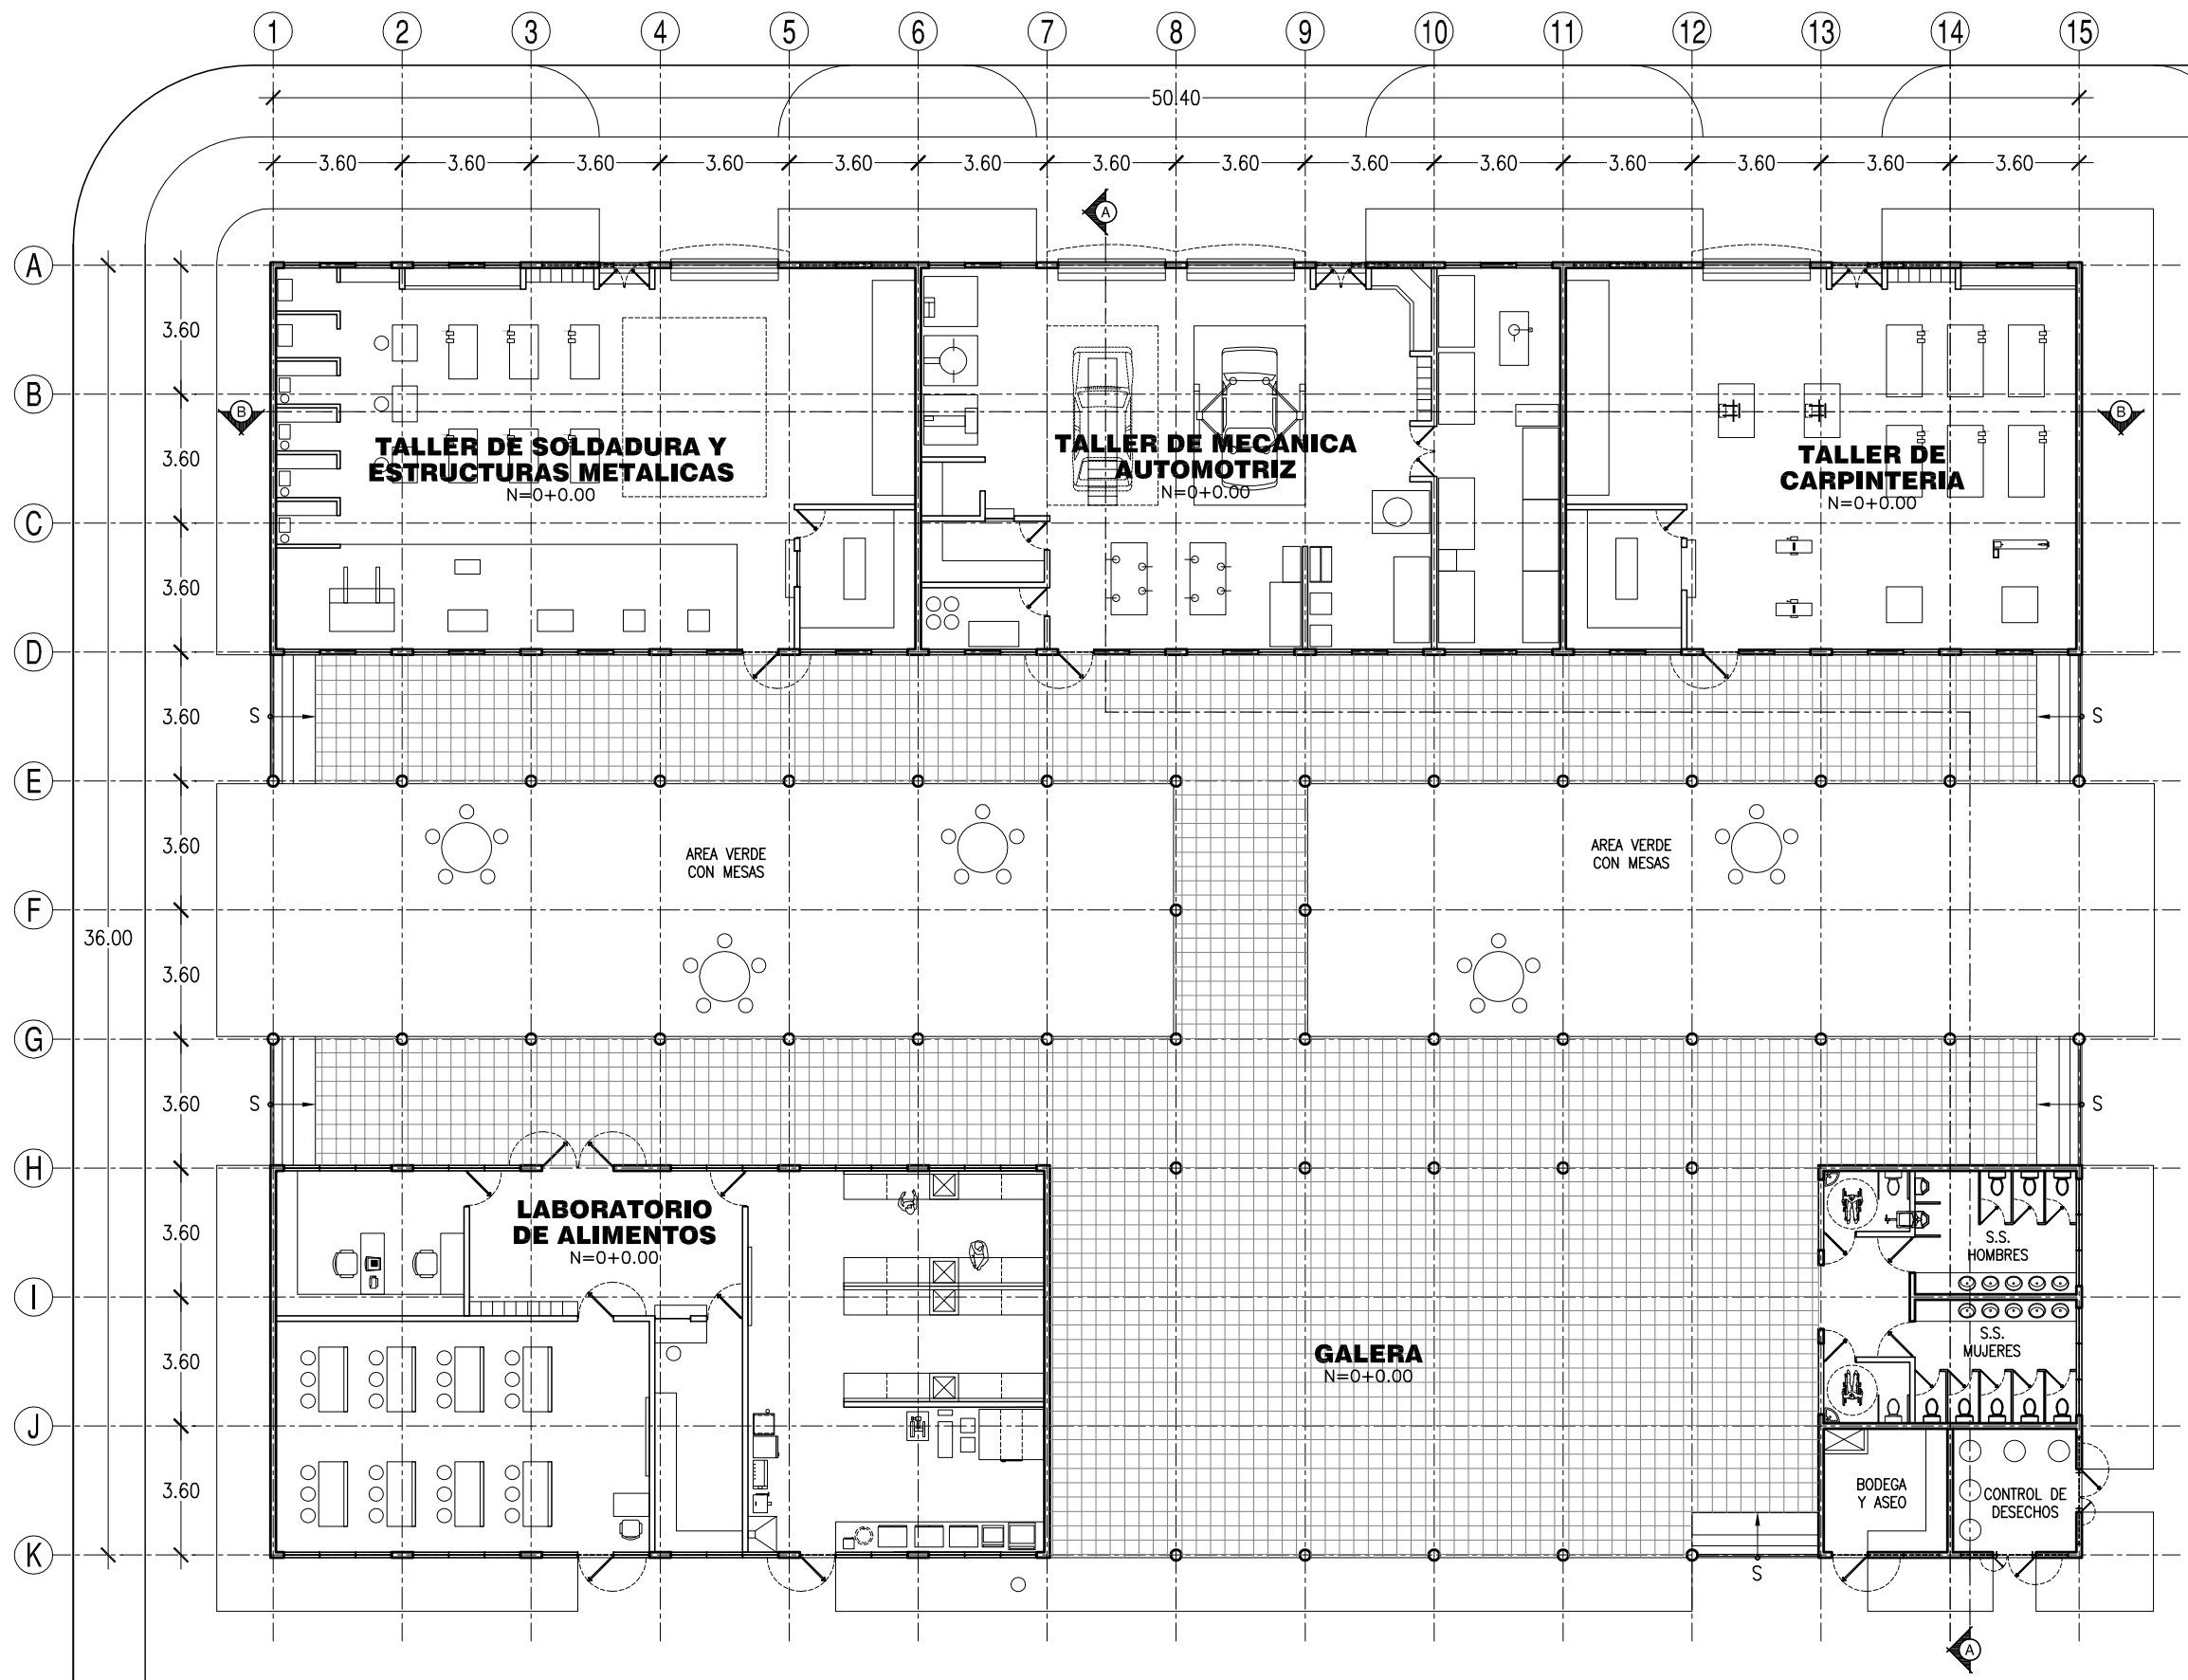 1 2 3 4 5 6 7 8 9 10 11 12 13 14 15
50.40
3.60 3.60 3.60 3.60 3.60 3.60 3.60 3.60 3.60 3.60 3.60 3.60 3.60 3.60
A
A
3.60
B
B
B
TALLER DE SOLDADURA Y
ESTRUCTURAS METALICAS
N=0+0.00
TALLER DE MECANICA
AUTOMOTRIZ
N=0+0.00
TALLER DE
CARPINTERIA
N=0+0.00
3.60
C
3.60
D
3.60
S
S
E
3.60
AREA VERDE
CON MESAS
AREA VERDE
CON MESAS
F
36.00
3.60
G
3.60
S
S
H
3.60
LABORATORIO
DE ALIMENTOS
N=0+0.00
S.S.
HOMBRES
I
3.60
GALERA
N=0+0.00
S.S.
MUJERES
J
3.60
BODEGA
Y ASEO
CONTROL DE
DESECHOS
K
S
A